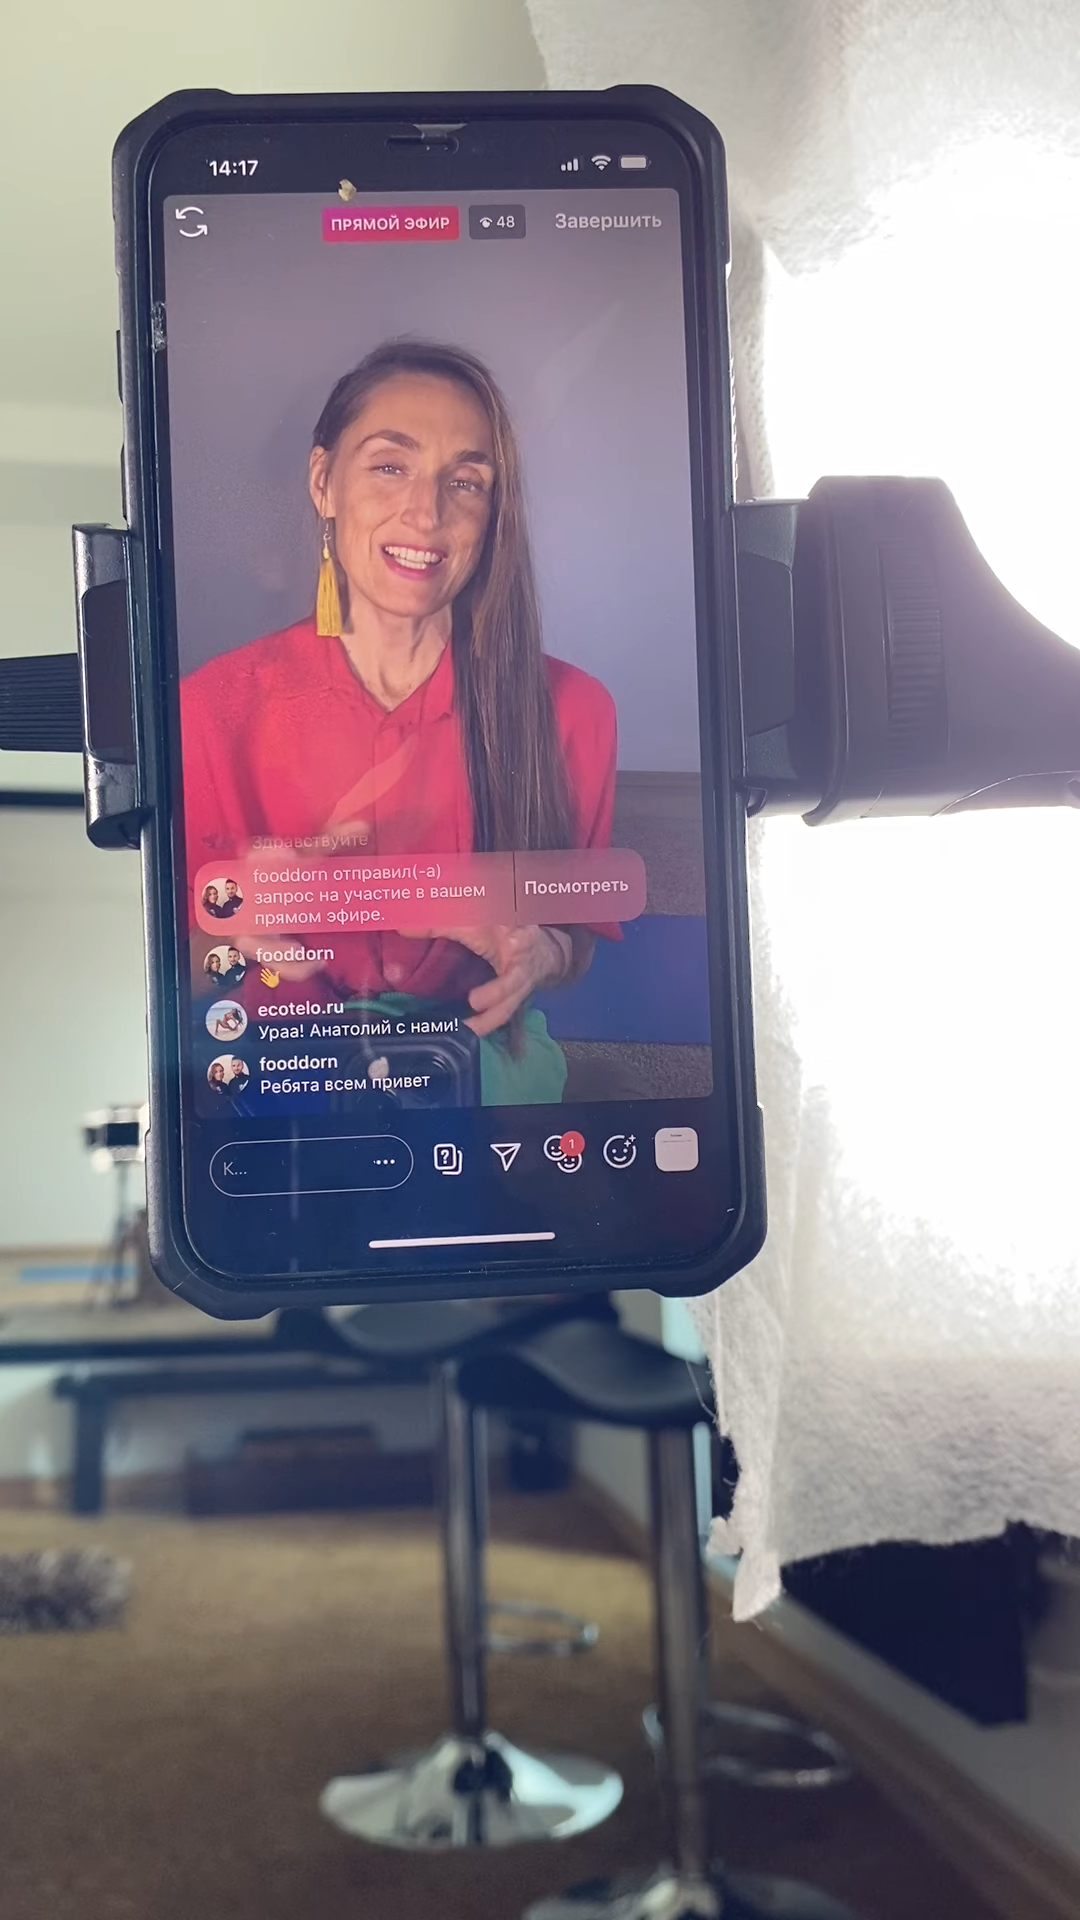 14:17
ПРЯМОЙ ЭФИР
48
Завершить
Здравствуйте
fooddorn отправил(-а)
запрос на участие в вашем
прямом эфире.
Посмотреть
fooddorn
👋
ecotelo.ru
Ураа! Анатолий с нами!
fooddorn
Ребята всем привет
К...
?
1